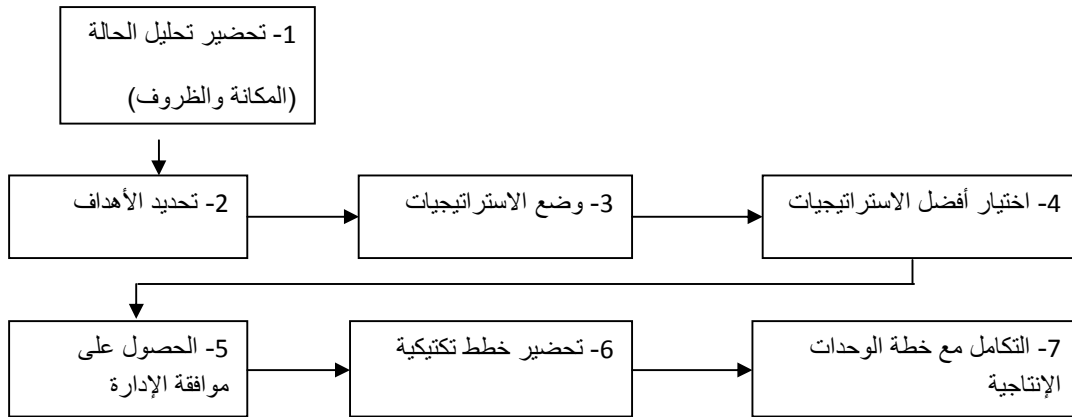 1- تحضير تحليل الحالة
(المكانة والظروف)
2- تحديد الأهداف
3- وضع الاستراتيجيات
4- اختيار أفضل الاستراتيجيات
5- الحصول على
موافقة الإدارة
6- تحضير خطط تكتيكية
7- التكامل مع خطة الوحدات
الإنتاجية